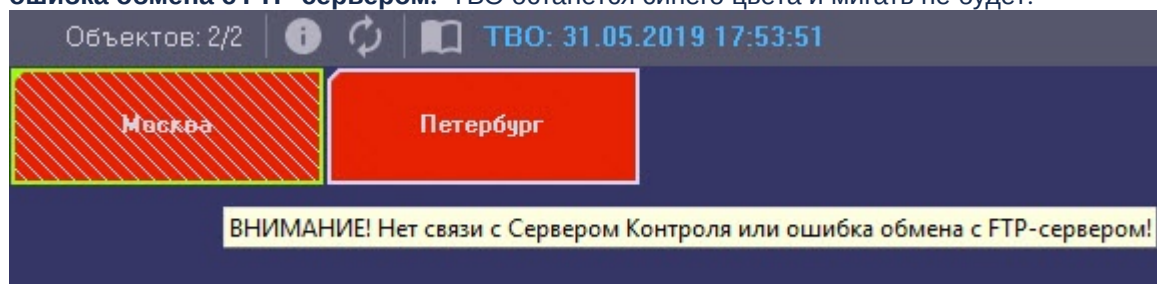 ошибка обмена с FTP-сервером!" ТВО останется синего цвета и мигать не будет.
Объектов: 2/2 ТВО: 31.05.2019 17:53:51
Москва Петербург
ВНИМАНИЕ! Нет связи с Сервером Контроля или ошибка обмена с FTP-сервером!